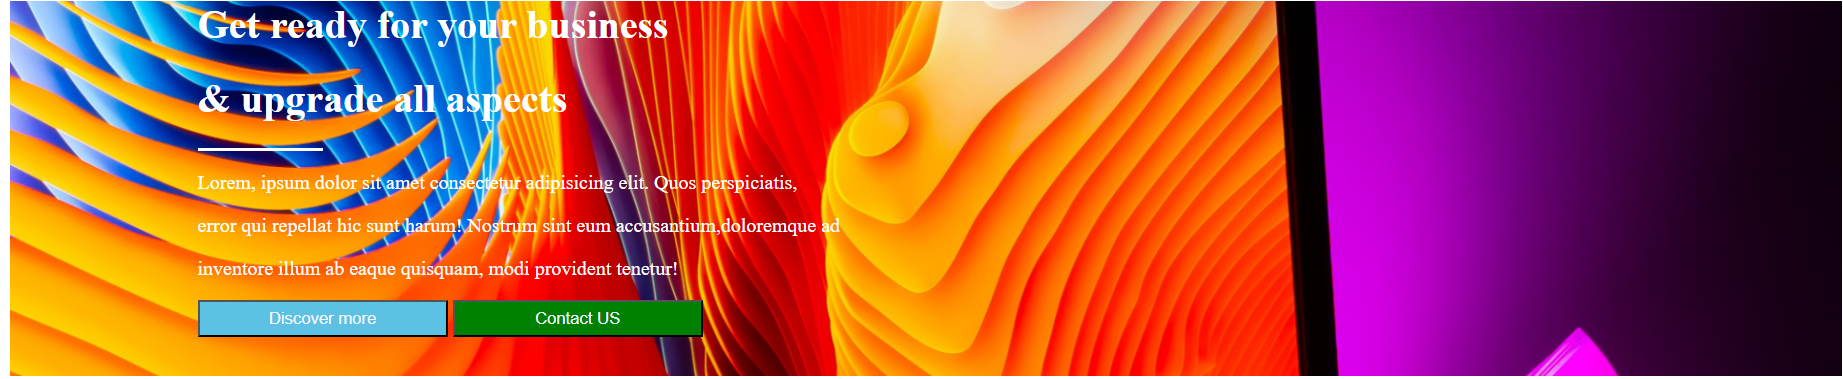 Get ready for your business
& upgrade all aspects
Lorem, ipsum dolor sit amet consectetur adipisicing elit. Quos perspiciatis,
error qui repellat hic sunt harum! Nostrum sint eum accusantium,doloremque ad
inventore illum ab eaque quisquam, modi provident tenetur!
Discover more
Contact US